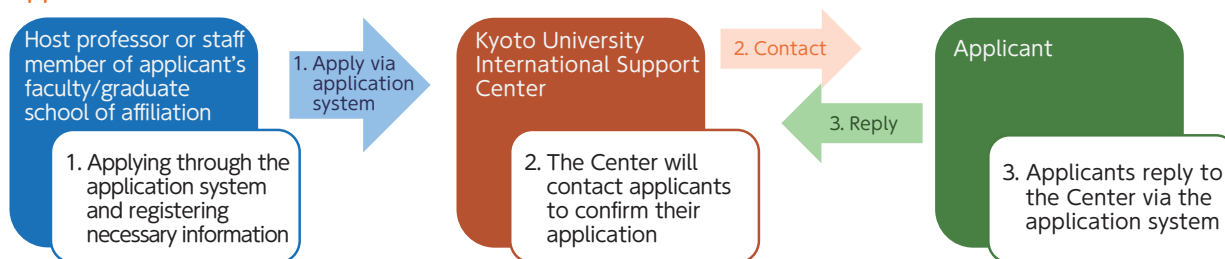 Host professor or staff
member of applicant's
faculty/graduate
school of affiliation
1. Applying through the
application system
and registering
necessary information
1. Apply via
application
system
Kyoto University
International Support
Center
2. The Center will
contact applicants
to confirm their
application
2. Contact
3. Reply
Applicant
3. Applicants reply to
the Center via the
application system